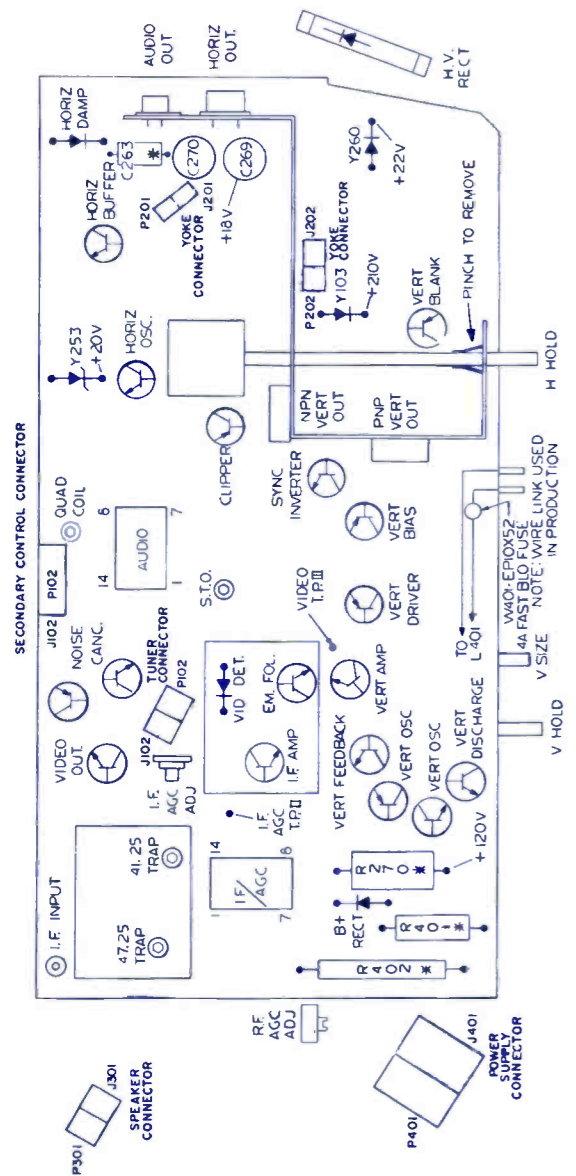 SECONDARY CONTROL CONNECTOR
P301
J301
SPEAKER
CONNECTOR
I.F. INPUT
47.25
TRAP
41.25
TRAP
VIDEO
OUT.
NOISE
CANC.
J102
P102
QUAD
COIL
TUNER
CONNECTOR
J102
P102
I.F.
AGC
ADJ
14
8
AUDIO
1
7
Y253
+20V
HORIZ
OSC.
HORIZ
BUFFER
HORIZ
DAMP
C263
*
P201
J201
YOKE
CONNECTOR
C270
C269
+18V
AUDIO
OUT
HORIZ
OUT.
H.V.
RECT
RF.
AGC
ADJ
1
14
I.F./
AGC
7
8
I.F.
AGC
T.P.II
VID DET.
I.F. AMP
EM. FOL.
S.T.O.
VIDEO
T.P.III
CLIPPER
SYNC
INVERTER
NPN
VERT OUT
PNP
VERT OUT
P202
J202
YOKE
CONNECTOR
Y103
+210V
Y260
+22V
VERT
BLANK
PINCH TO REMOVE
VERT FEEDBACK
VERT AMP
VERT
DRIVER
VERT
BIAS
VERT OSC
VERT OSC
VERT
DISCHARGE
B+
RECT
R270*
+120V
R401*
R402*
P401
J401
POWER
SUPPLY
CONNECTOR
V HOLD
V SIZE
TO
L401
W401-EP10X52
4A FAST BLO FUSE
NOTE: WIRE LINK USED
IN PRODUCTION
H HOLD